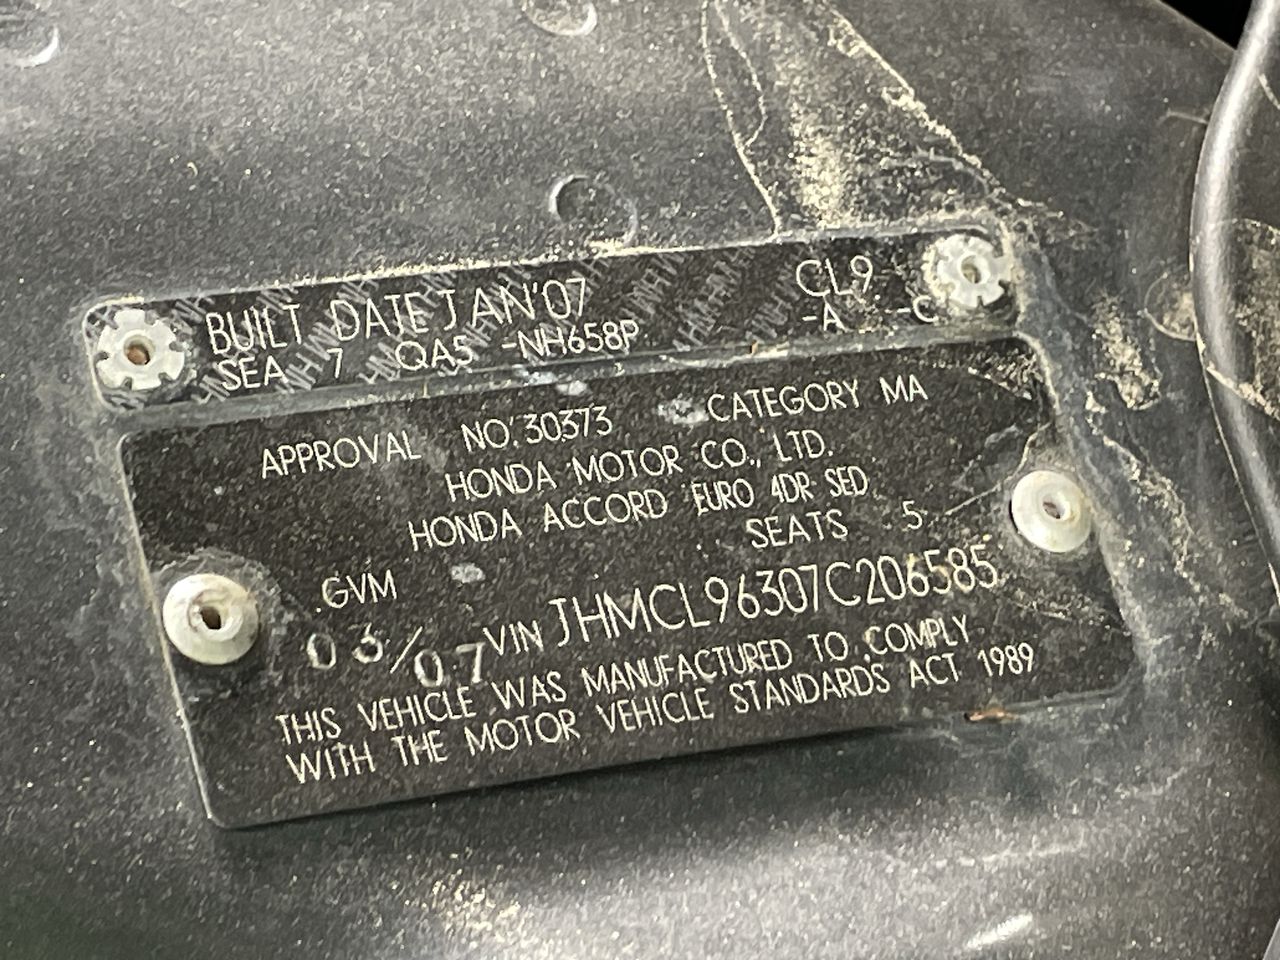 BUILT DATE JAN'07 CL9
SEA 7 QA5 -NH658P -A -C
APPROVAL NO. 30373 CATEGORY MA
HONDA MOTOR CO., LTD.
HONDA ACCORD EURO 4DR SED
SEATS 5
GVM
03/07 VIN JHMCL96307C206585
THIS VEHICLE WAS MANUFACTURED TO COMPLY
WITH THE MOTOR VEHICLE STANDARDS ACT 1989